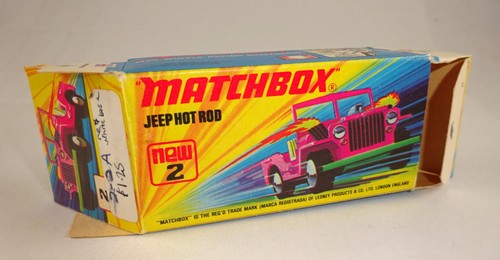 "MATCHBOX"®
JEEP HOT ROD
new
2
"MATCHBOX" IS THE REG'D TRADE MARK (MARCA REGISTRADA) OF LESNEY PRODUCTS & CO. LTD. LONDON ENGLAND
2
£1.25